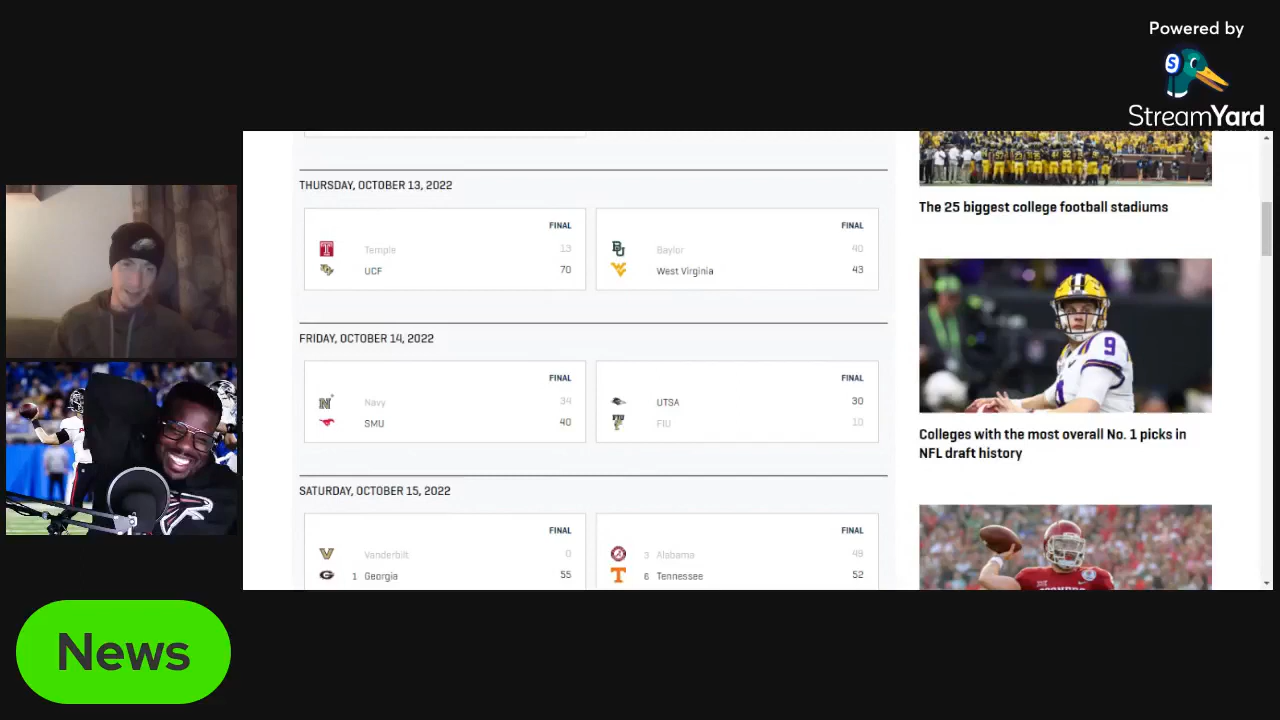 Powered by
StreamYard
THURSDAY, OCTOBER 13, 2022
FINAL
Temple 13
UCF 70
FINAL
Baylor 40
West Virginia 43
FRIDAY, OCTOBER 14, 2022
FINAL
Navy 34
SMU 40
FINAL
UTSA 30
FIU 10
SATURDAY, OCTOBER 15, 2022
FINAL
Vanderbilt 0
1 Georgia 55
FINAL
3 Alabama 49
6 Tennessee 52
The 25 biggest college football stadiums
9
Colleges with the most overall No. 1 picks in
NFL draft history
News